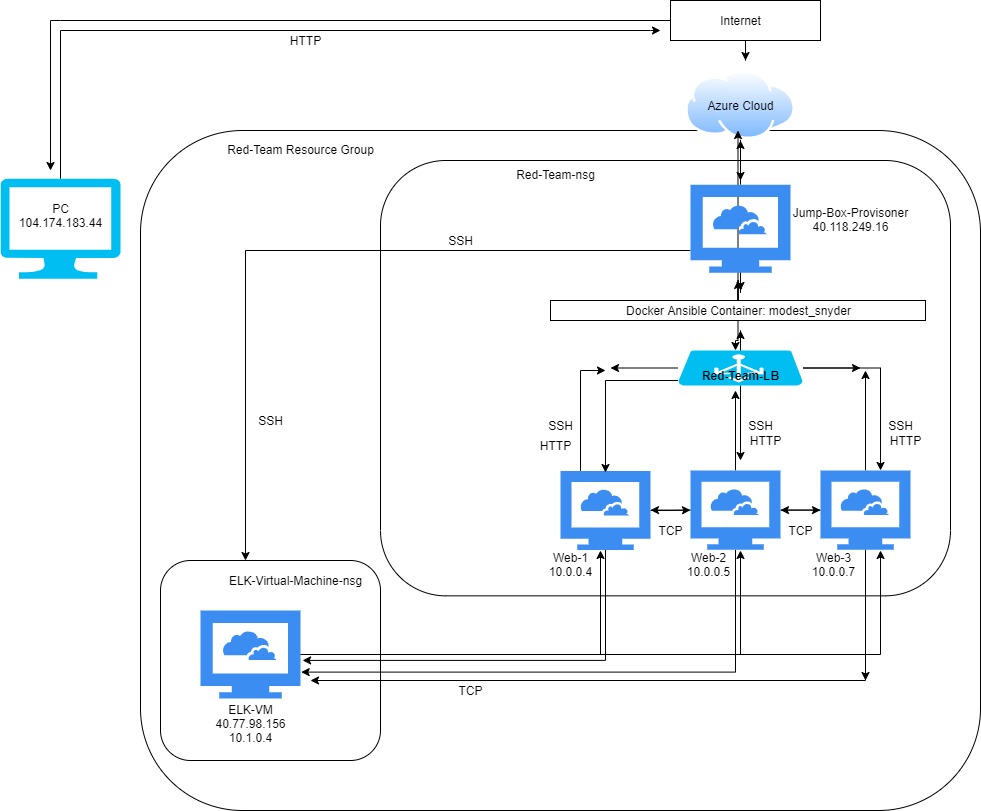 Internet
HTTP
Azure Cloud
Red-Team Resource Group
Red-Team-nsg
PC
104.174.183.44
Jump-Box-Provisoner
40.118.249.16
SSH
Docker Ansible Container: modest_snyder
Red-Team-LB
SSH
SSH
HTTP
SSH
HTTP
SSH
HTTP
TCP
TCP
Web-1
10.0.0.4
Web-2
10.0.0.5
Web-3
10.0.0.7
ELK-Virtual-Machine-nsg
TCP
ELK-VM
40.77.98.156
10.1.0.4